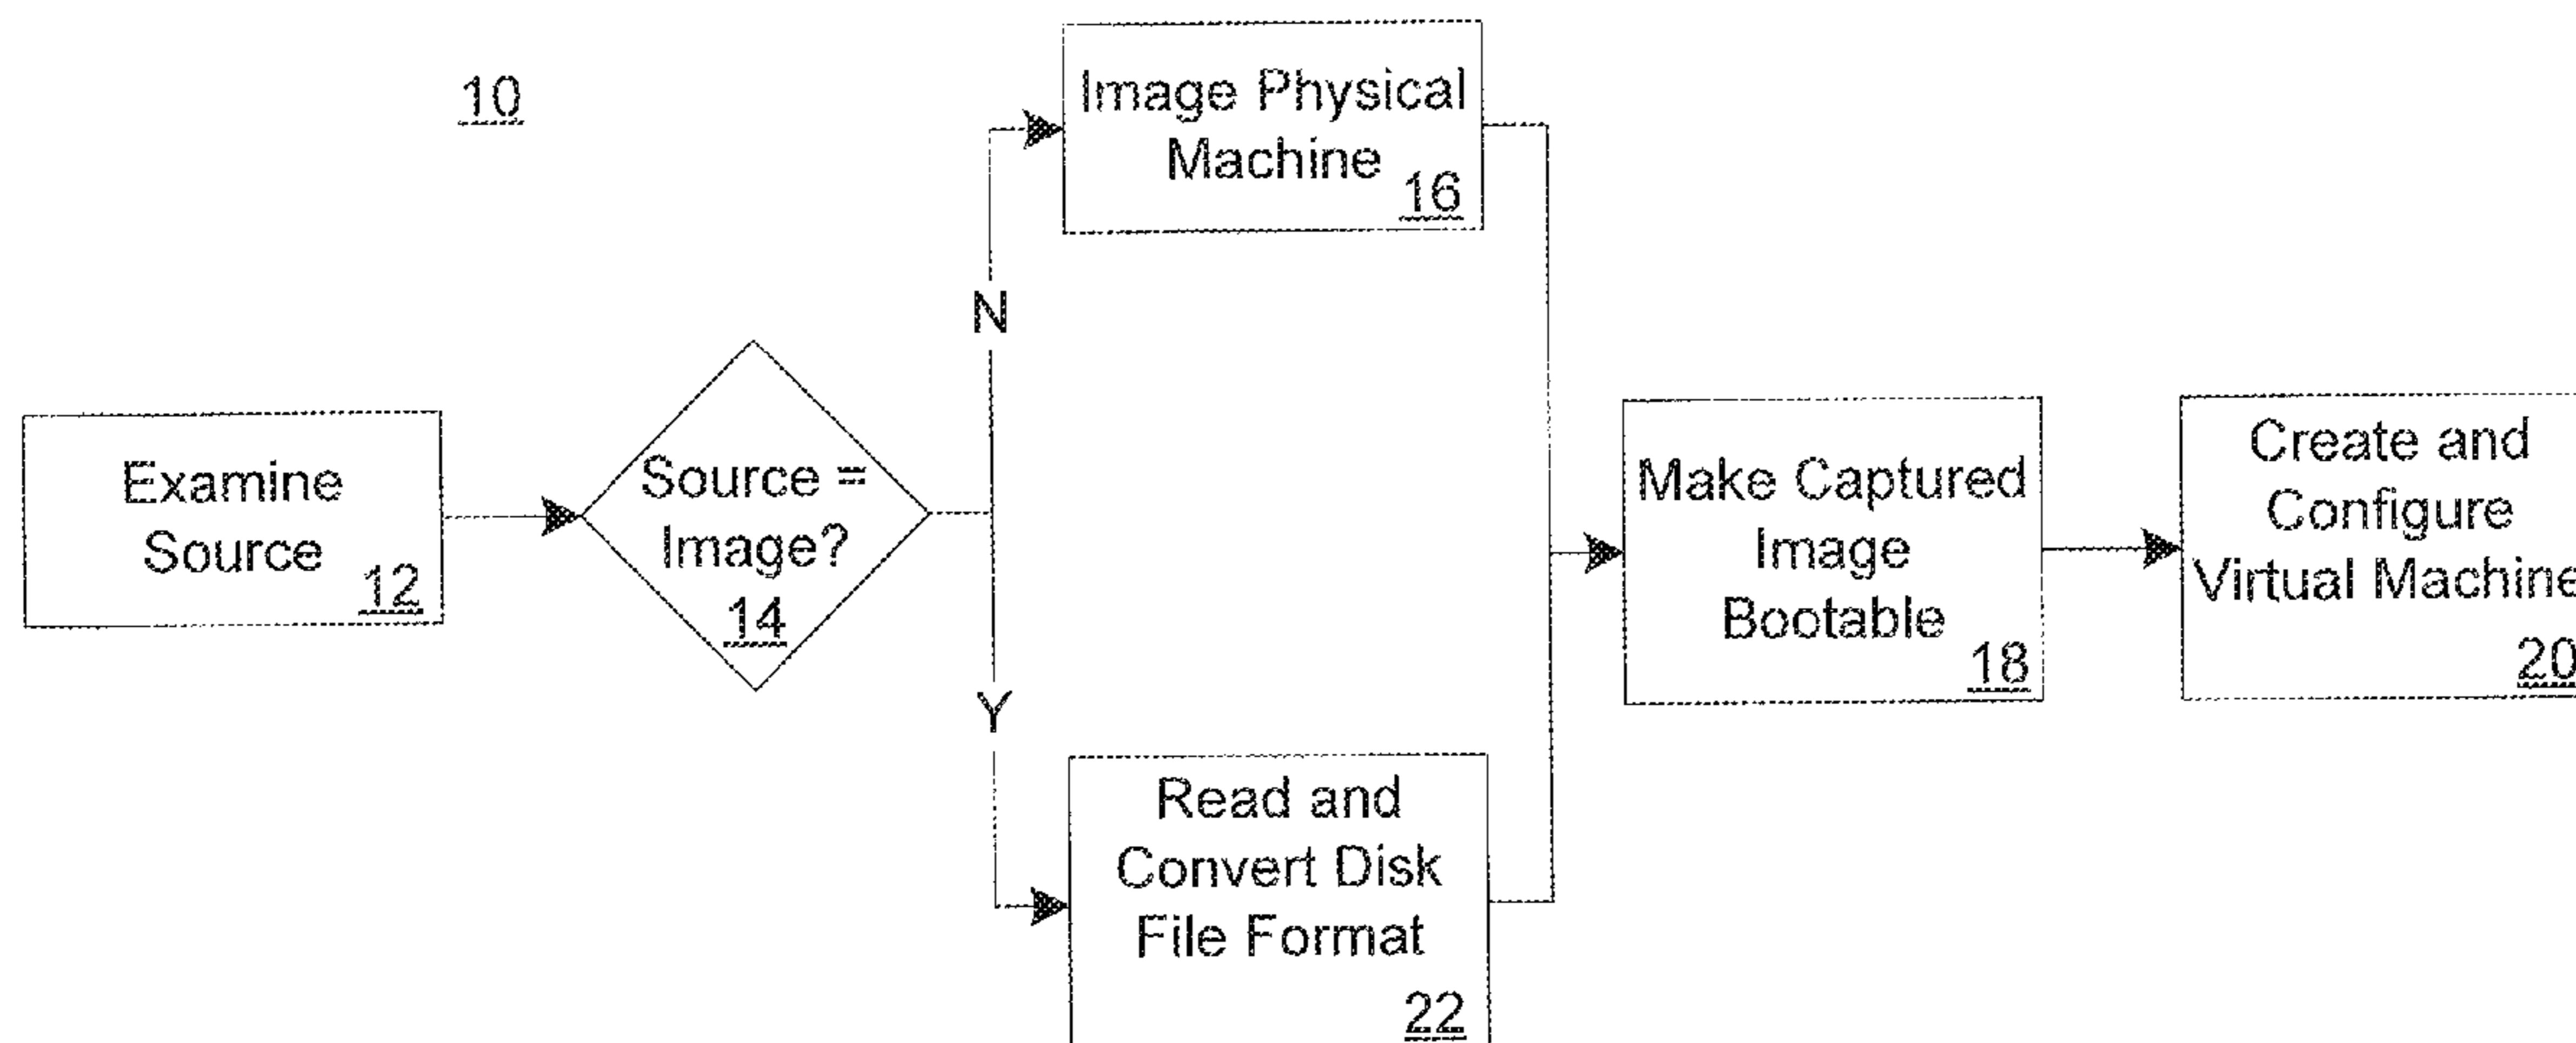 10
Examine
Source
12
Source =
Image?
14
N
Image Physical
Machine
16
Y
Read and
Convert Disk
File Format
22
Make Captured
Image
Bootable
18
Create and
Configure
Virtual Machine
20